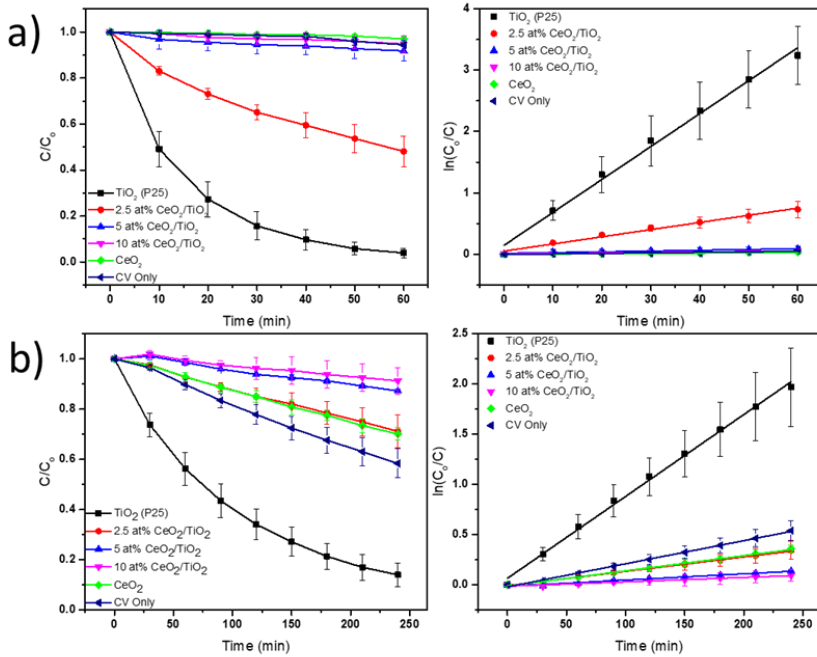 a)
1.0
0.8
0.6
0.4
0.2
0.0
C/C₀
TiO₂ (P25)
2.5 at% CeO₂/TiO₂
5 at% CeO₂/TiO₂
10 at% CeO₂/TiO₂
CeO₂
CV Only
0 10 20 30 40 50 60
Time (min)
4
3
2
1
0
ln(C₀/C)
TiO₂ (P25)
2.5 at% CeO₂/TiO₂
5 at% CeO₂/TiO₂
10 at% CeO₂/TiO₂
CeO₂
CV Only
0 10 20 30 40 50 60
Time (min)
b)
1.0
0.8
0.6
0.4
0.2
0.0
C/C₀
TiO₂ (P25)
2.5 at% CeO₂/TiO₂
5 at% CeO₂/TiO₂
10 at% CeO₂/TiO₂
CeO₂
CV Only
0 50 100 150 200 250
Time (min)
2.5
2.0
1.5
1.0
0.5
0.0
ln(C₀/C)
TiO₂ (P25)
2.5 at% CeO₂/TiO₂
5 at% CeO₂/TiO₂
10 at% CeO₂/TiO₂
CeO₂
CV Only
0 50 100 150 200 250
Time (min)